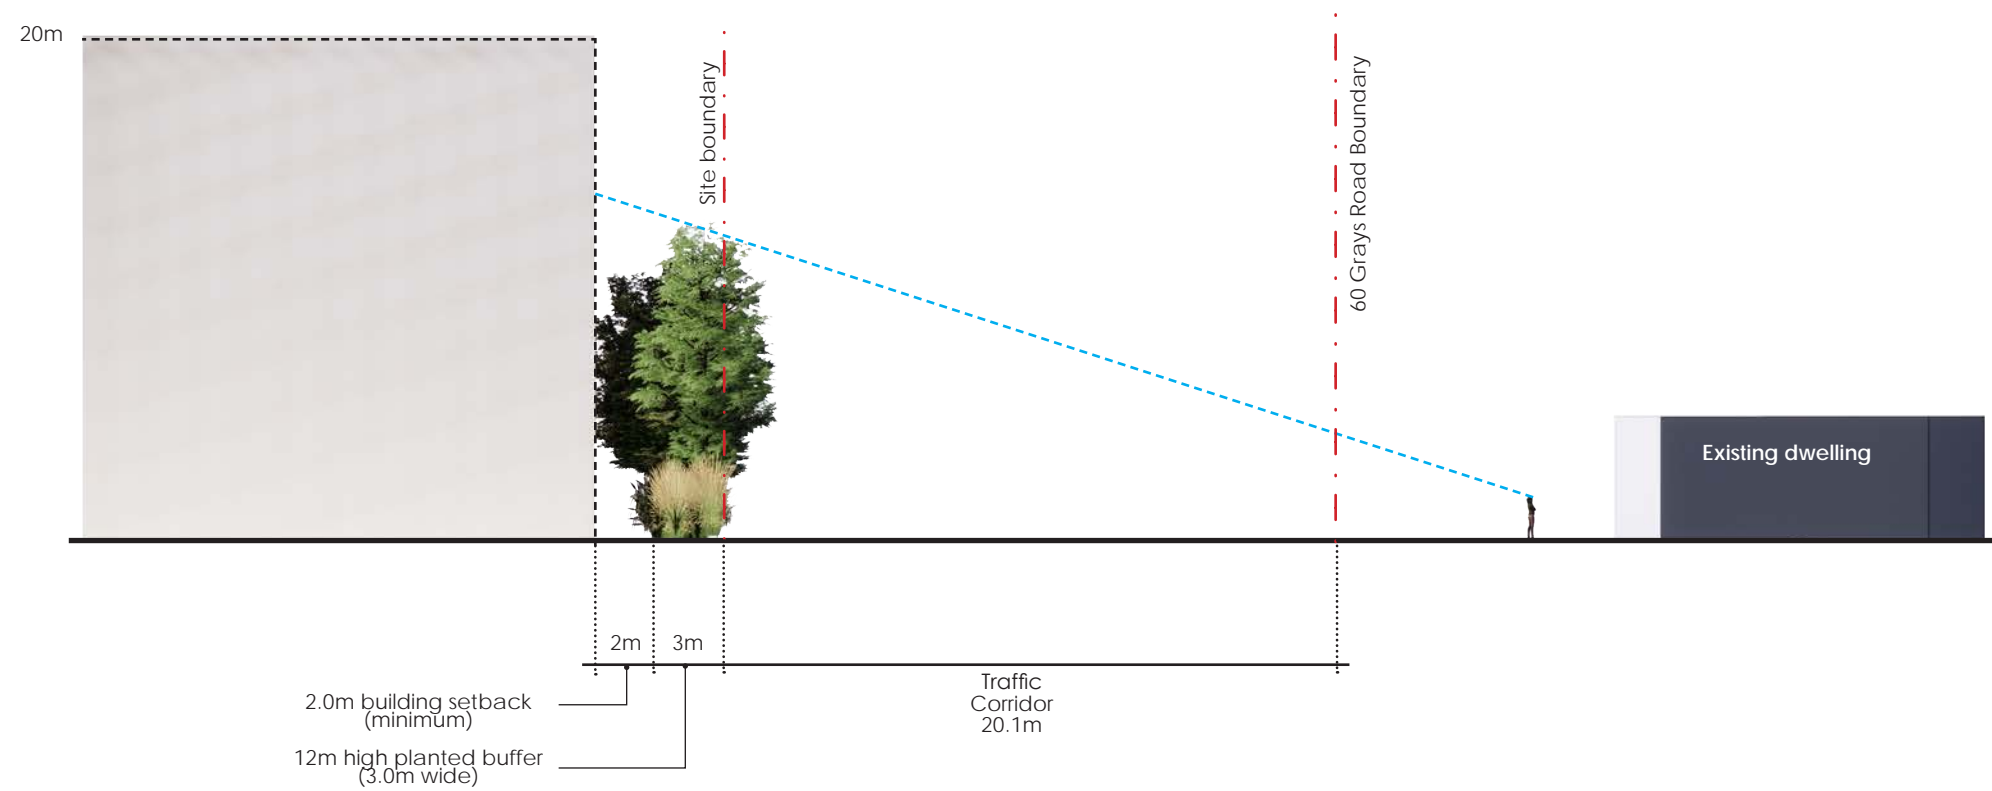 20m
Site boundary
60 Grays Road Boundary
Existing dwelling
2m
3m
Traffic
Corridor
20.1m
2.0m building setback
(minimum)
12m high planted buffer
(3.0m wide)